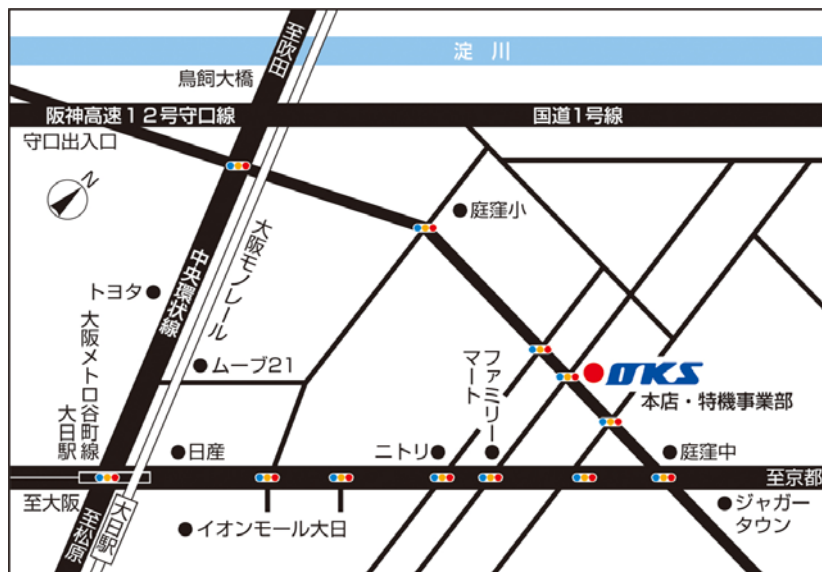 至吹田
淀川
鳥飼大橋
阪神高速１２号守口線
国道1号線
守口出入口
N
庭窪小
大阪モノレール
中央環状線
トヨタ
大阪メトロ谷町線
大日駅
ムーブ21
ファミリー
マート
OKS
本店・特機事業部
日産
ニトリ
庭窪中
至京都
至大阪
至松原
大日駅
イオンモール大日
ジャガー
タウン